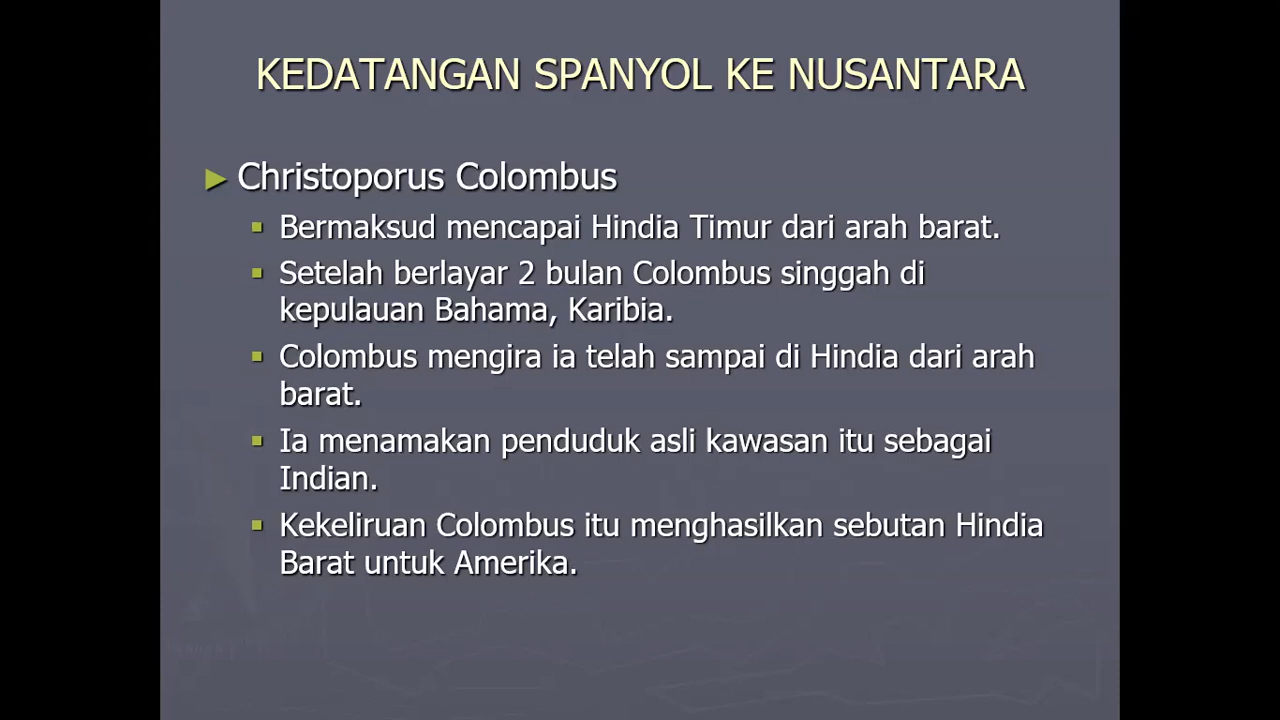 KEDATANGAN SPANYOL KE NUSANTARA
Christoporus Colombus
Bermaksud mencapai Hindia Timur dari arah barat.
Setelah berlayar 2 bulan Colombus singgah di
kepulauan Bahama, Karibia.
Colombus mengira ia telah sampai di Hindia dari arah
barat.
Ia menamakan penduduk asli kawasan itu sebagai
Indian.
Kekeliruan Colombus itu menghasilkan sebutan Hindia
Barat untuk Amerika.